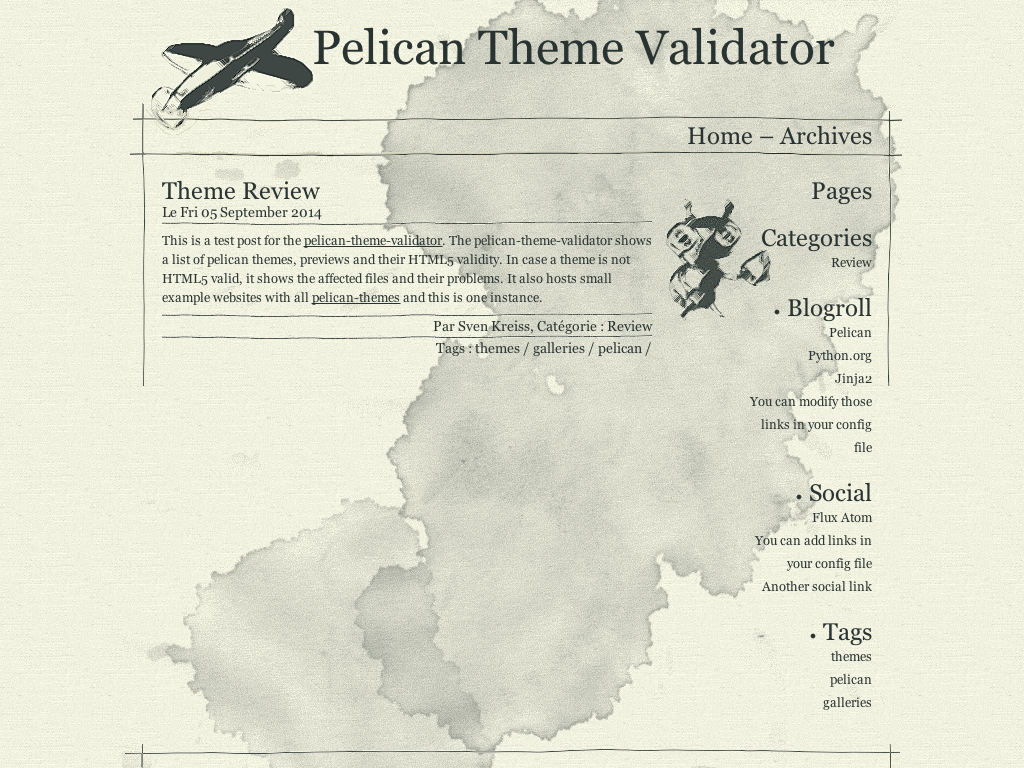 Pelican Theme Validator
Home – Archives
Theme Review
Le Fri 05 September 2014
This is a test post for the pelican-theme-validator. The pelican-theme-validator shows
a list of pelican themes, previews and their HTML5 validity. In case a theme is not
HTML5 valid, it shows the affected files and their problems. It also hosts small
example websites with all pelican-themes and this is one instance.
Par Sven Kreiss, Catégorie : Review
Tags : themes / galleries / pelican /
Pages
Categories
Review
• Blogroll
Pelican
Python.org
Jinja2
You can modify those
links in your config
file
• Social
Flux Atom
You can add links in
your config file
Another social link
• Tags
themes
pelican
galleries